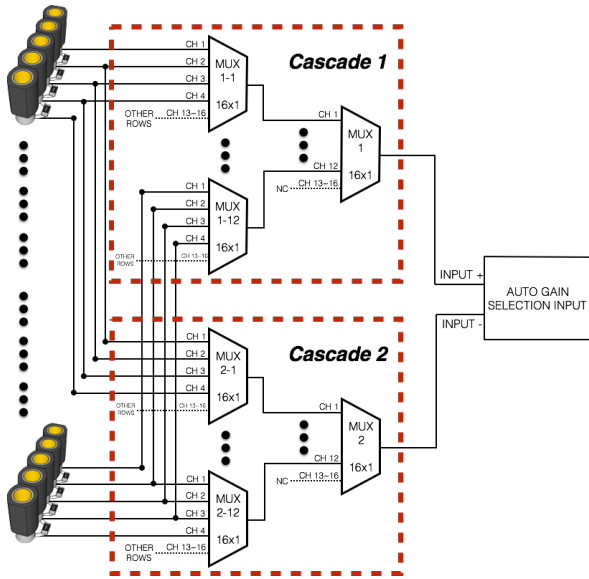 Cascade 1
CH 1
CH 2
CH 3
CH 4
OTHER
ROWS
CH 13~16
MUX
1-1
16x1
CH 1
CH 12
NC
CH 13~16
MUX
1
16x1
CH 1
CH 2
CH 3
CH 4
OTHER
ROWS
CH 13~16
MUX
1-12
16x1
INPUT +
INPUT -
AUTO GAIN
SELECTION INPUT
Cascade 2
CH 1
CH 2
CH 3
CH 4
OTHER
ROWS
CH 13~16
MUX
2-1
16x1
CH 1
CH 12
NC
CH 13~16
MUX
2
16x1
CH 1
CH 2
CH 3
CH 4
OTHER
ROWS
CH 13~16
MUX
2-12
16x1